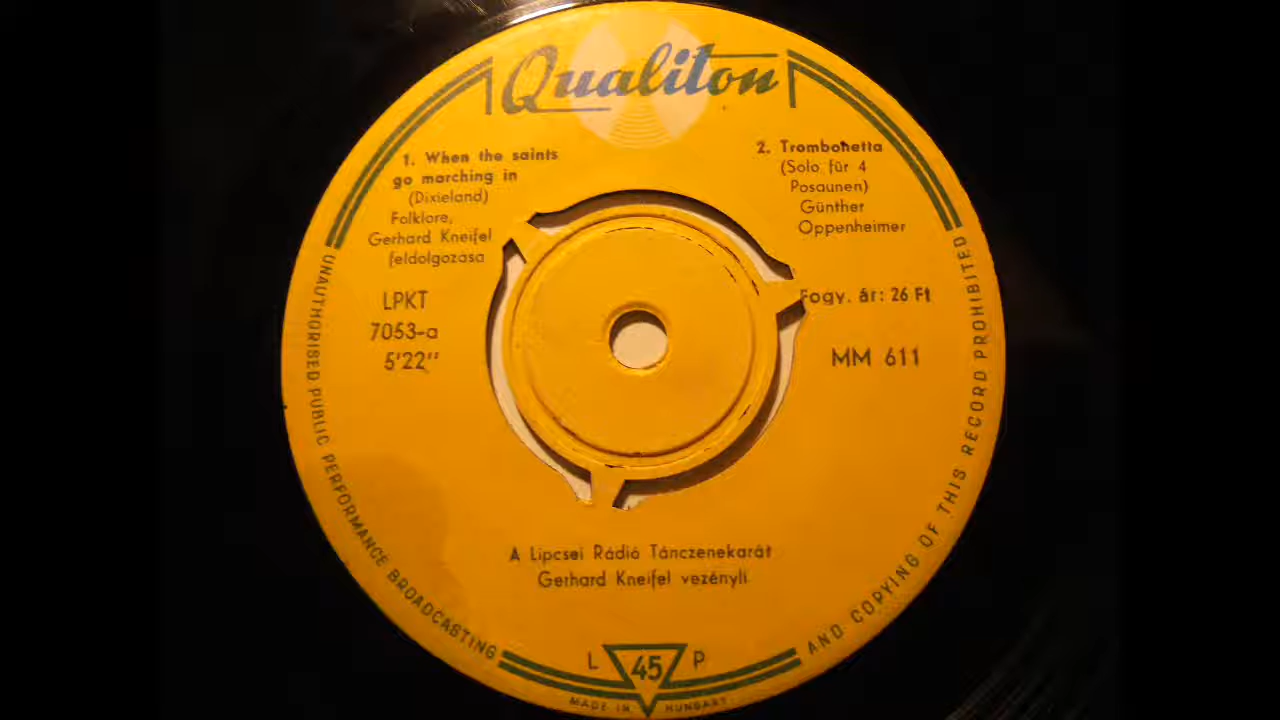 Qualiton
1. When the saints
go marching in
(Dixieland)
Folklore,
Gerhard Kneifel
feldolgozása
LPKT
7053-a
5'22"
2. Trombonetta
(Solo für 4
Posaunen)
Günther
Oppenheimer
Fogy. ár: 26 Ft
MM 611
A Lipcsei Rádió Tánczenekarát
Gerhard Kneifel vezényli
L 45 P
MADE IN HUNGARY
UNAUTHORISED PUBLIC PERFORMANCE BROADCASTING AND COPYING OF THIS RECORD PROHIBITED